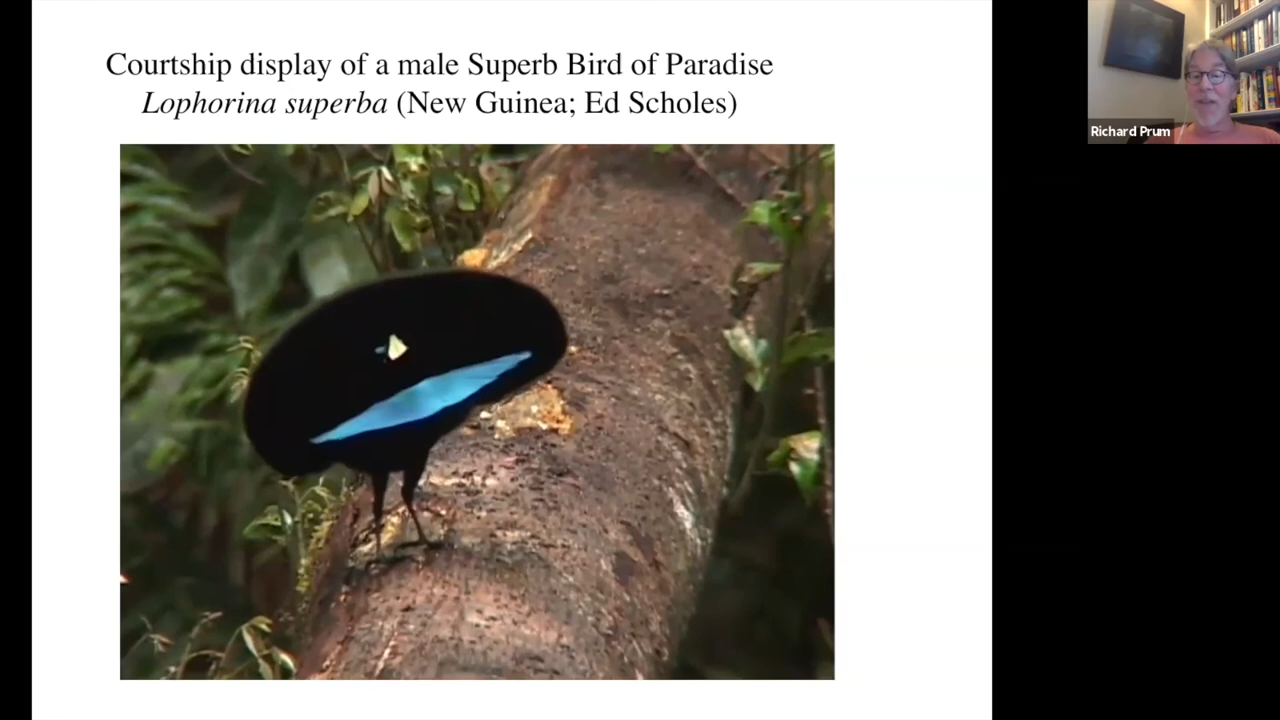 Courtship display of a male Superb Bird of Paradise
Lophorina superba (New Guinea; Ed Scholes)
Richard Prum